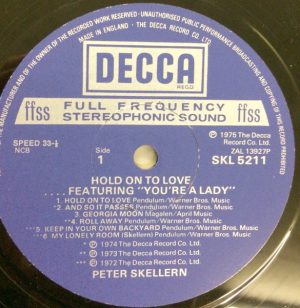 MANUFACTURER AND OF THE OWNER OF THE RECORDED WORK RESERVED · UNAUTHORISED PUBLIC PERFORMANCE BROADCASTING AND COPYING OF THIS RECORD
MADE IN ENGLAND · THE DECCA RECORD CO. LTD.
DECCA
REGD
ffss FULL FREQUENCY ffss
STEREOPHONIC SOUND
SPEED 33-⅓
NCB
Side
1
℗ 1975 The Decca
Record Co. Ltd.
ZAL 13927P
SKL 5211
HOLD ON TO LOVE
....FEATURING "YOU'RE A LADY"
*1. HOLD ON TO LOVE Pendulum/Warner Bros. Music
*2. AND SO IT PASSES Pendulum/Warner Bros. Music
3. GEORGIA MOON Magalen/April Music
*4. ROLL AWAY Pendulum/Warner Bros. Music
5. KEEP IN YOUR OWN BACKYARD Pendulum/Warner Bros. Music
6. MY LONELY ROOM (Skellern) Pendulum/Warner Bros. Music
℗ 1974 The Decca Record Co. Ltd.
℗ 1973 The Decca Record Co. Ltd.
℗ 1972 The Decca Record Co. Ltd.
PETER SKELLERN